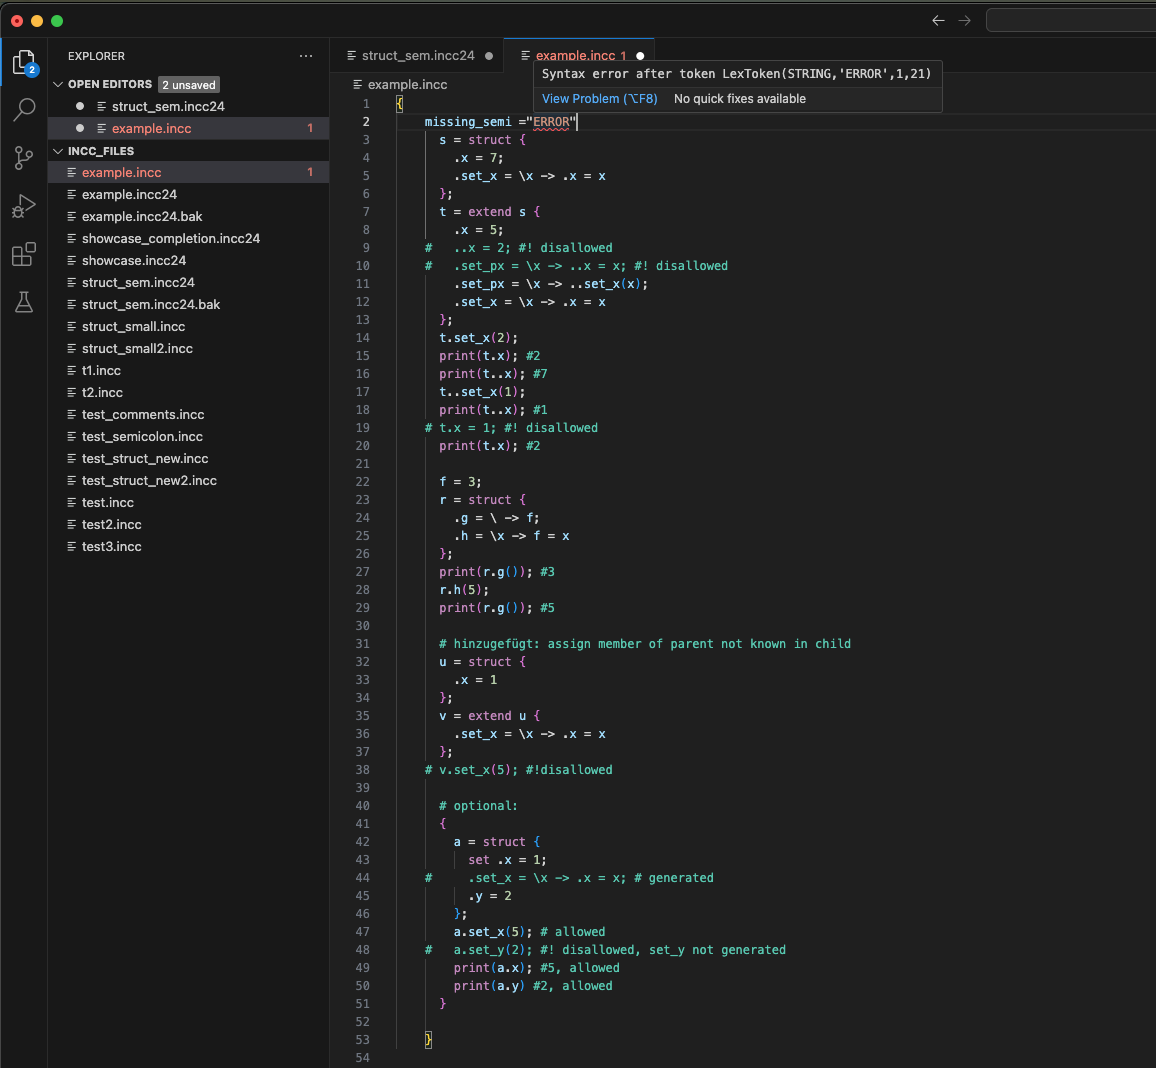 EXPLORER
···
OPEN EDITORS 2 unsaved
struct_sem.incc24
example.incc 1
INCC_FILES
example.incc 1
example.incc24
example.incc24.bak
showcase_completion.incc24
showcase.incc24
struct_sem.incc24
struct_sem.incc24.bak
struct_small.incc
struct_small2.incc
t1.incc
t2.incc
test_comments.incc
test_semicolon.incc
test_struct_new.incc
test_struct_new2.incc
test.incc
test2.incc
test3.incc
2
struct_sem.incc24
example.incc 1
example.incc
Syntax error after token LexToken(STRING,'ERROR',1,21)
View Problem (⌥F8) No quick fixes available
1 {
2 missing_semi ="ERROR"
3 s = struct {
4 .x = 7;
5 .set_x = \x -> .x = x
6 };
7 t = extend s {
8 .x = 5;
9 # ..x = 2; #! disallowed
10 # .set_px = \x -> ..x = x; #! disallowed
11 .set_px = \x -> ..set_x(x);
12 .set_x = \x -> .x = x
13 };
14 t.set_x(2);
15 print(t.x); #2
16 print(t..x); #7
17 t..set_x(1);
18 print(t..x); #1
19 # t.x = 1; #! disallowed
20 print(t.x); #2
21
22 f = 3;
23 r = struct {
24 .g = \ -> f;
25 .h = \x -> f = x
26 };
27 print(r.g()); #3
28 r.h(5);
29 print(r.g()); #5
30
31 # hinzugefügt: assign member of parent not known in child
32 u = struct {
33 .x = 1
34 };
35 v = extend u {
36 .set_x = \x -> .x = x
37 };
38 # v.set_x(5); #!disallowed
39
40 # optional:
41 {
42 a = struct {
43 set .x = 1;
44 # .set_x = \x -> .x = x; # generated
45 .y = 2
46 };
47 a.set_x(5); # allowed
48 # a.set_y(2); #! disallowed, set_y not generated
49 print(a.x); #5, allowed
50 print(a.y) #2, allowed
51 }
52
53 }
54